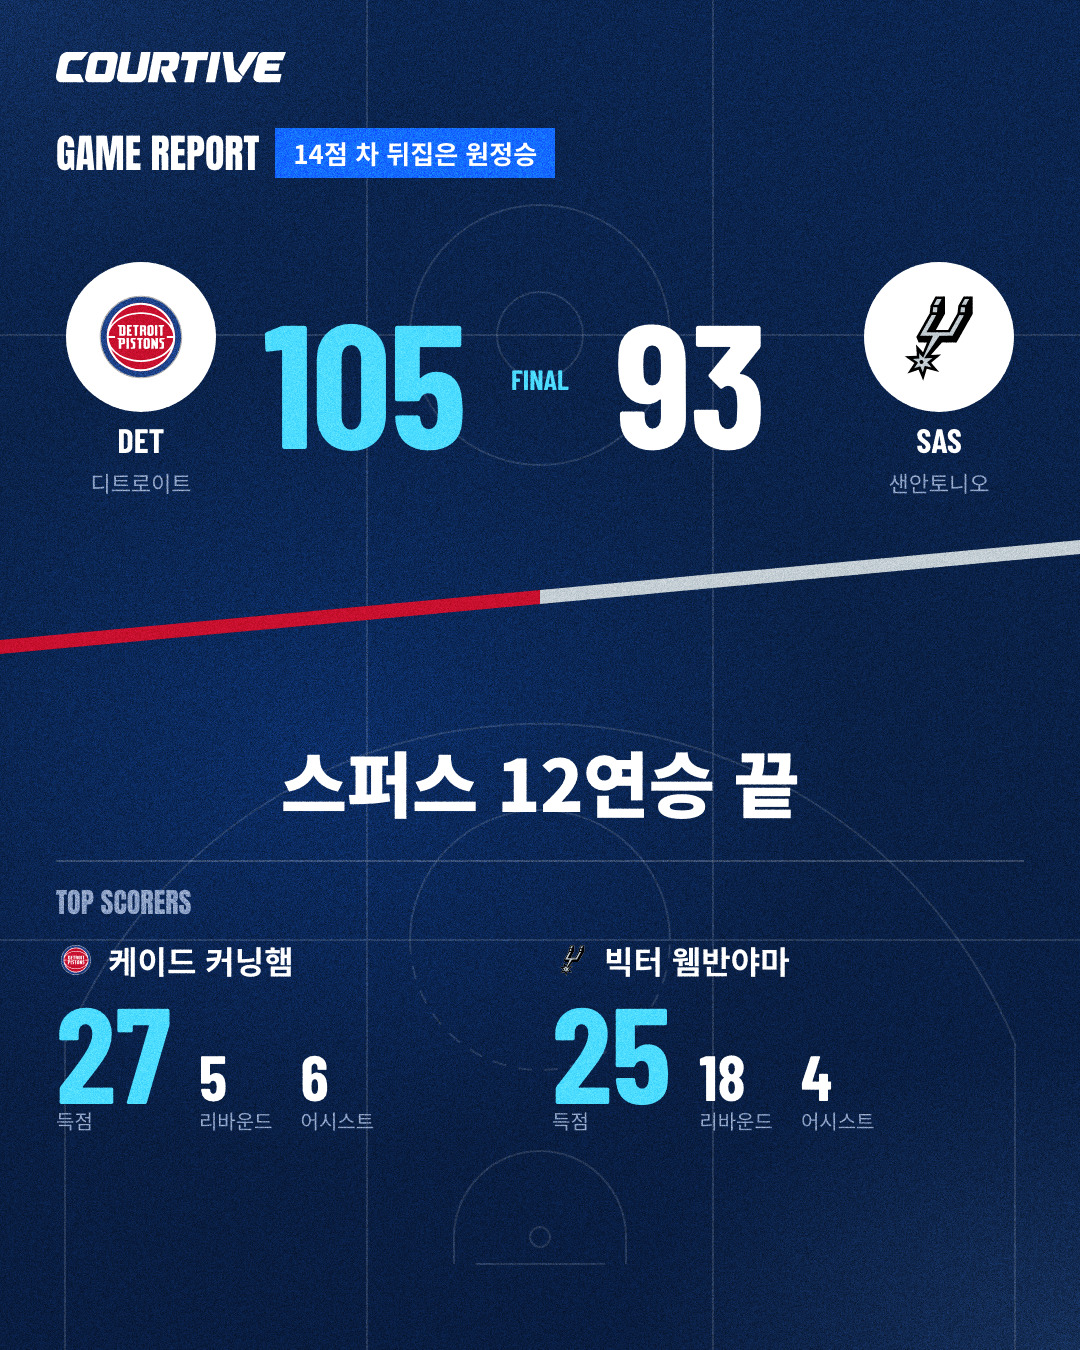 COURTIVE
GAME REPORT 14점 차 뒤집은 원정승
DETROIT
PISTONS
105 FINAL 93
DET SAS
디트로이트 샌안토니오
스퍼스 12연승 끝
TOP SCORERS
케이드 커닝햄 빅터 웸반야마
27 5 6 25 18 4
득점 리바운드 어시스트 득점 리바운드 어시스트